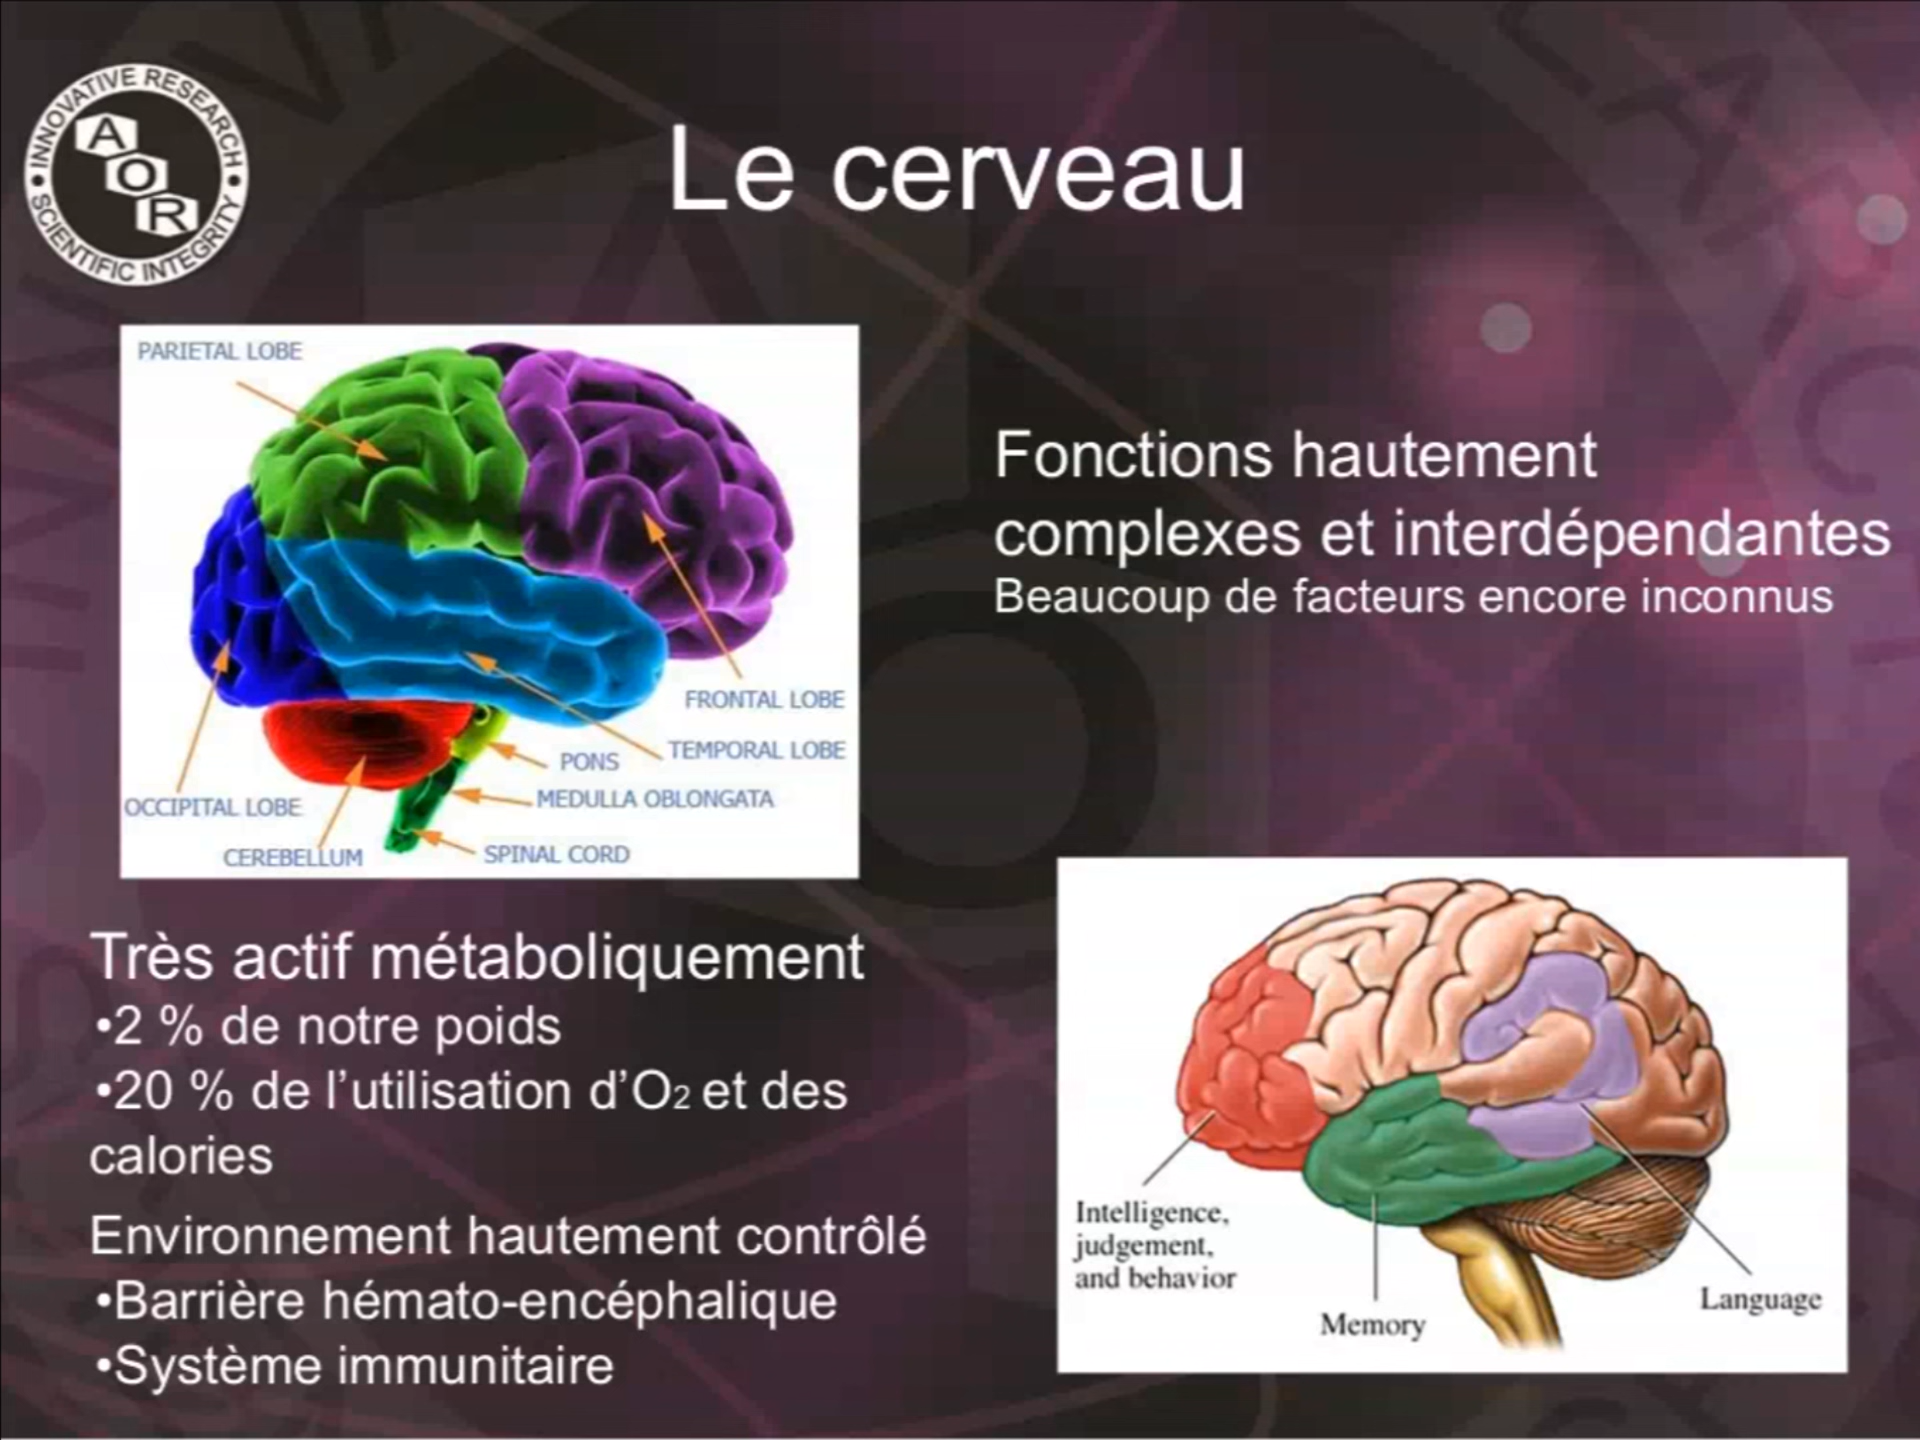 INNOVATIVE RESEARCH
SCIENTIFIC INTEGRITY
A
O
R
Le cerveau
PARIETAL LOBE
FRONTAL LOBE
TEMPORAL LOBE
PONS
MEDULLA OBLONGATA
OCCIPITAL LOBE
CEREBELLUM
SPINAL CORD
Fonctions hautement
complexes et interdépendantes
Beaucoup de facteurs encore inconnus
Très actif métaboliquement
•2 % de notre poids
•20 % de l’utilisation d’O2 et des
calories
Environnement hautement contrôlé
•Barrière hémato-encéphalique
•Système immunitaire
Intelligence,
judgement,
and behavior
Memory
Language